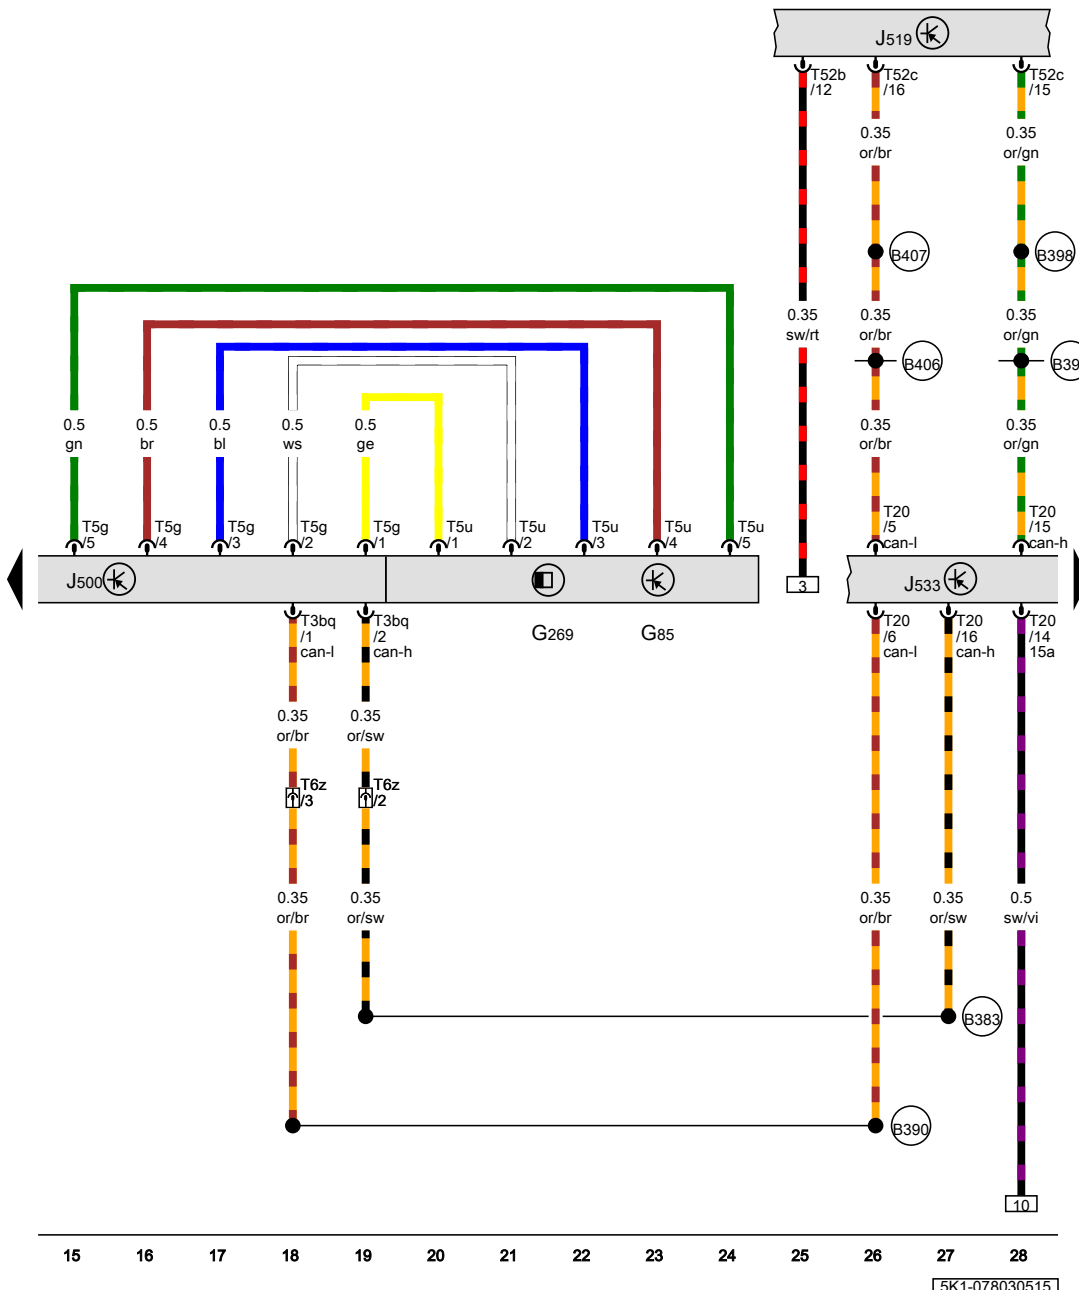 J519
T52b
/12
T52c
/16
T52c
/15
0.35
or/br
0.35
or/gn
B407
B398
0.35
sw/rt
0.35
or/br
0.35
or/gn
B406
0.5
gn
0.5
br
0.5
bl
0.5
ws
0.5
ge
0.35
or/br
0.35
or/gn
T5g
/5
T5g
/4
T5g
/3
T5g
/2
T5g
/1
T5u
/1
T5u
/2
T5u
/3
T5u
/4
T5u
/5
T20
/5
can-l
T20
/15
can-h
J500
3
J533
G269
G85
T3bq
/1
can-l
T3bq
/2
can-h
T20
/6
can-l
T20
/16
can-h
T20
/14
15a
0.35
or/br
0.35
or/sw
T6z
/3
T6z
/2
0.35
or/br
0.35
or/sw
0.35
or/br
0.35
or/sw
0.5
sw/vi
B383
B390
10
15 16 17 18 19 20 21 22 23 24 25 26 27 28
5K1-078030515